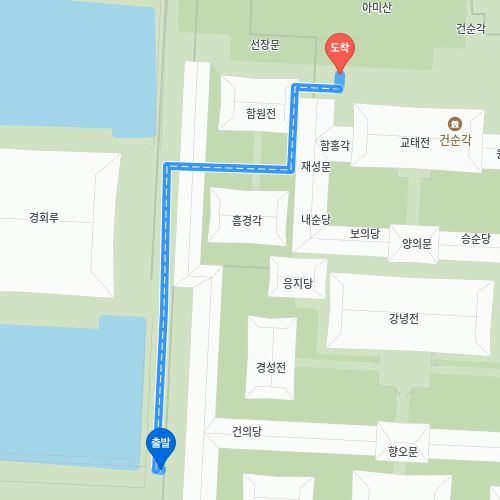 아미산
건순각
선장문
도착
함원전
함홍각
교태전
건순각
재성문
경회루
흠경각
내순당
보의당
양의문
승순당
응지당
강녕전
경성전
건의당
출발
향오문